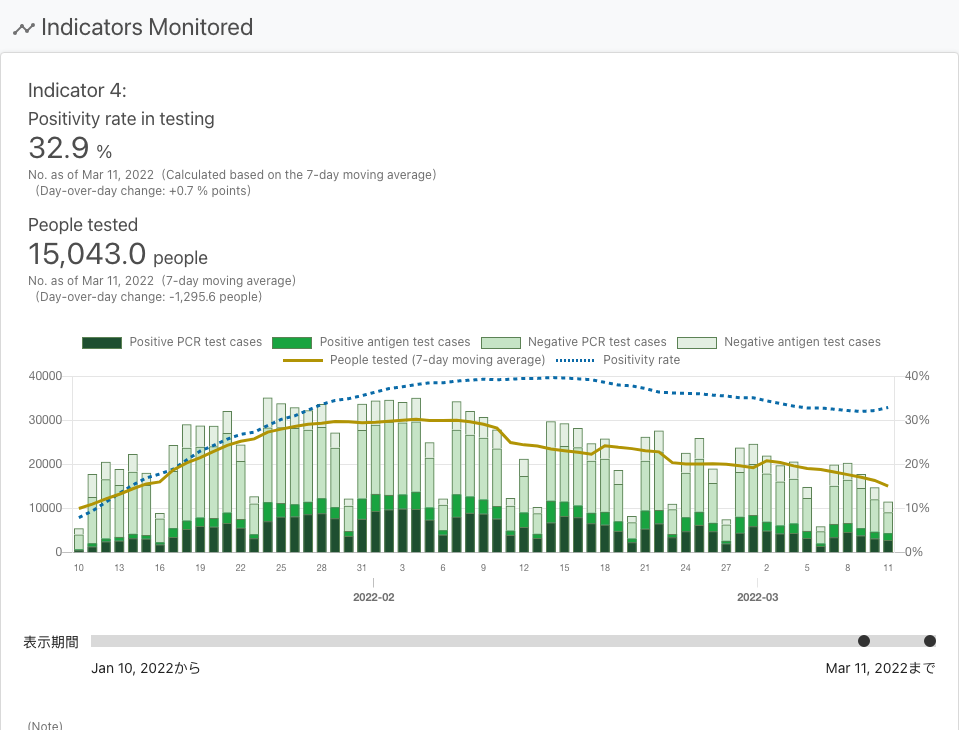 Indicators Monitored
Indicator 4:
Positivity rate in testing
32.9 %
No. as of Mar 11, 2022 (Calculated based on the 7-day moving average)
(Day-over-day change: +0.7 % points)
People tested
15,043.0 people
No. as of Mar 11, 2022 (7-day moving average)
(Day-over-day change: -1,295.6 people)
Positive PCR test cases Positive antigen test cases Negative PCR test cases Negative antigen test cases
People tested (7-day moving average) Positivity rate
40000 40%
30000 30%
20000 20%
10000 10%
0 0%
10 13 16 19 22 25 28 31 3 6 9 12 15 18 21 24 27 2 5 8 11
2022-02 2022-03
表示期間
Jan 10, 2022から Mar 11, 2022まで
(Note)